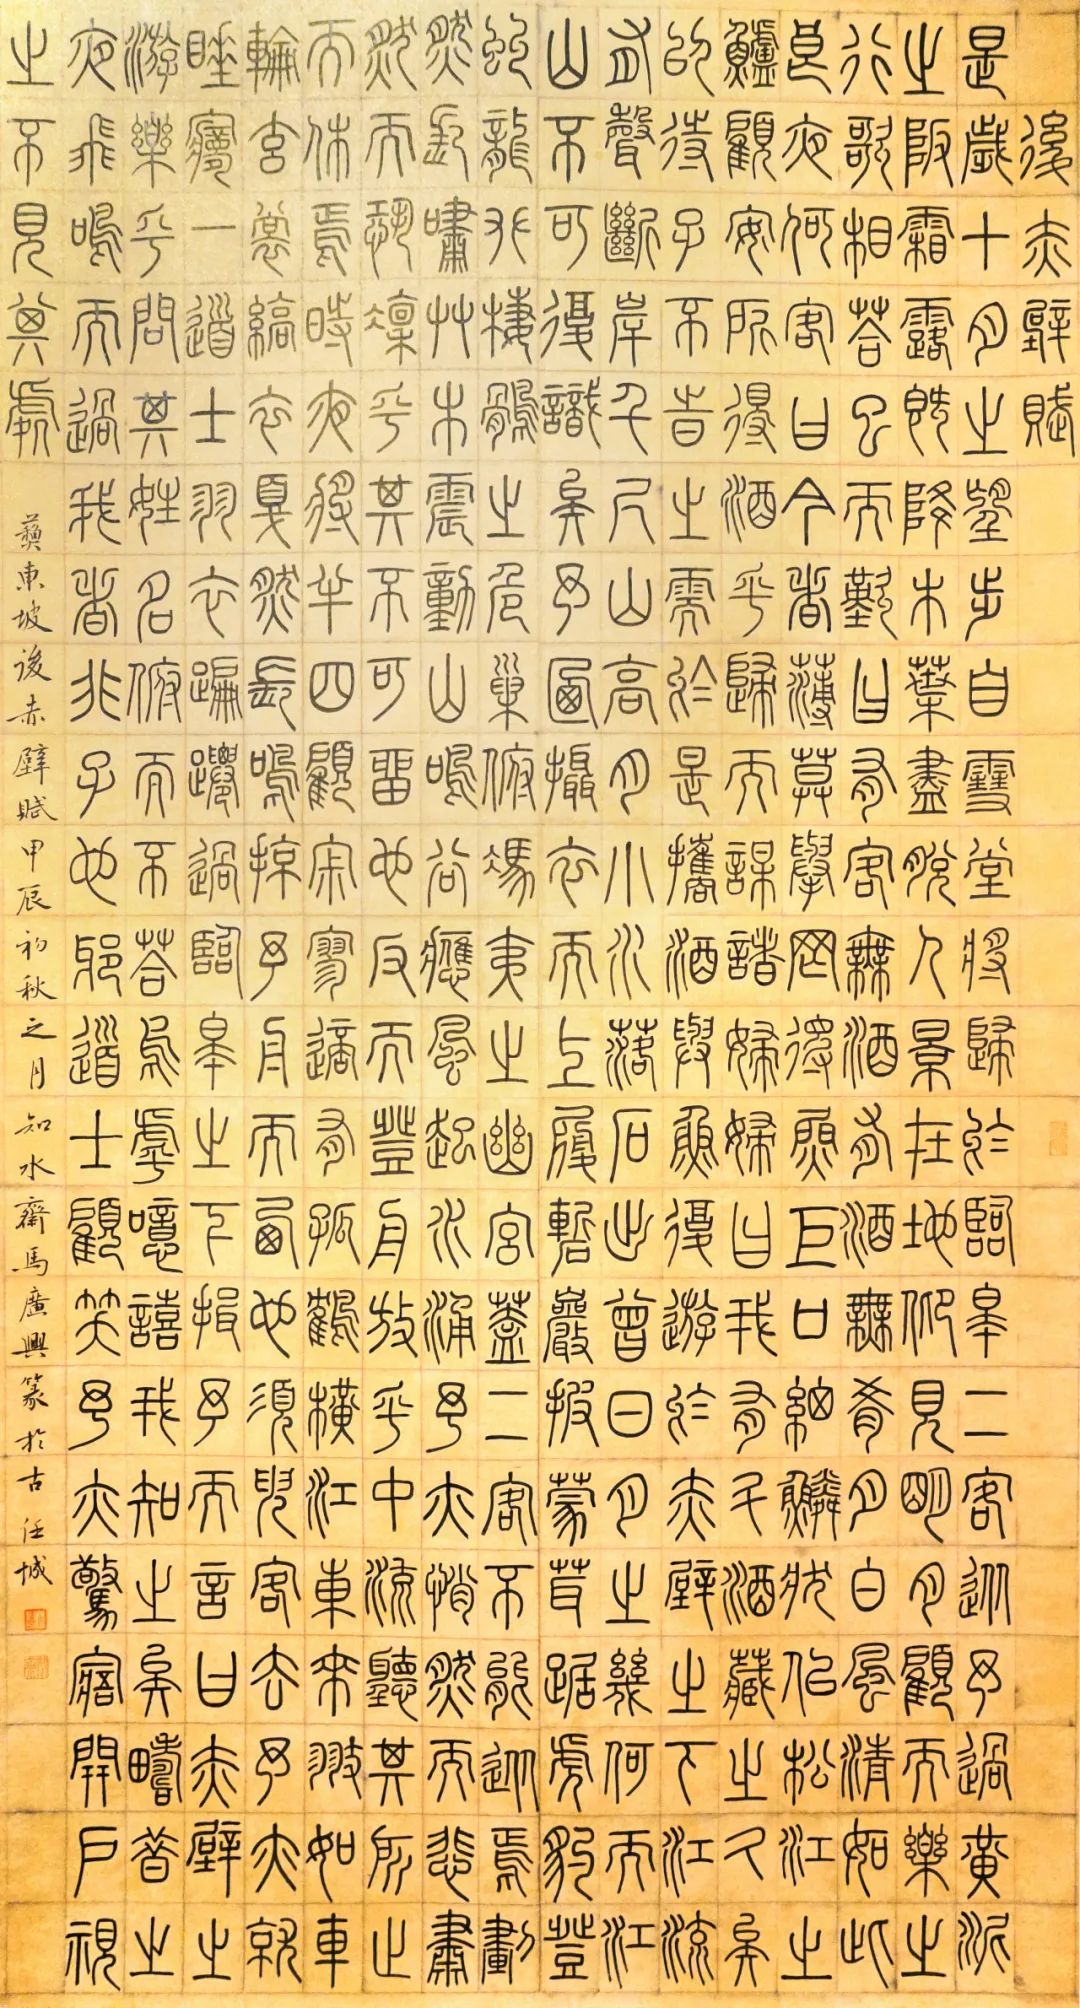 後赤壁賦
是歲十月之望步自雪堂將歸於臨皋二客從予過黃泥
之阪霜露既降木葉盡脫人景在地仰見明月顧而樂之
行歌相答已而歎曰有客無酒有酒無肴月白風清如此
良夜何客曰今者薄莫舉网得魚巨口細鱗狀似松江之
鱸顧安所得酒乎歸而謀諸婦婦曰我有斗酒藏之久矣
以待子不時之需於是攜酒與魚復遊於赤壁之下江流
有聲斷岸千尺山高月小水落石出曾日月之幾何而江
山不可復識矣予迺攝衣而上履磛巖披蒙茸踞虎豹登
虯龍攀棲鶻之危巢俯馮夷之幽宮蓋二客不能從焉劃
然長嘯艸木震動山鳴谷應風起水涌予亦悄然而悲肅
然而恐凜乎其不可留也反而登舟放乎中流聽其所止
而休焉時夜將半四顧寂寥適有孤鶴橫江東來翅如車
輪玄裳縞衣戛然長鳴掠予舟而西也須臾客去予亦就
睡夢一道士羽衣蹁躚過臨皋之下揖予而言曰赤壁之
遊樂乎問其姓名俯而不答嗚呼噫嘻我知之矣疇昔之
夜飛鳴而過我者非子也邪道士顧笑予亦驚寤開戶視
之不見其處
蘇東坡後赤壁賦甲辰初秋之月知水齋馬廣興篆於古任城